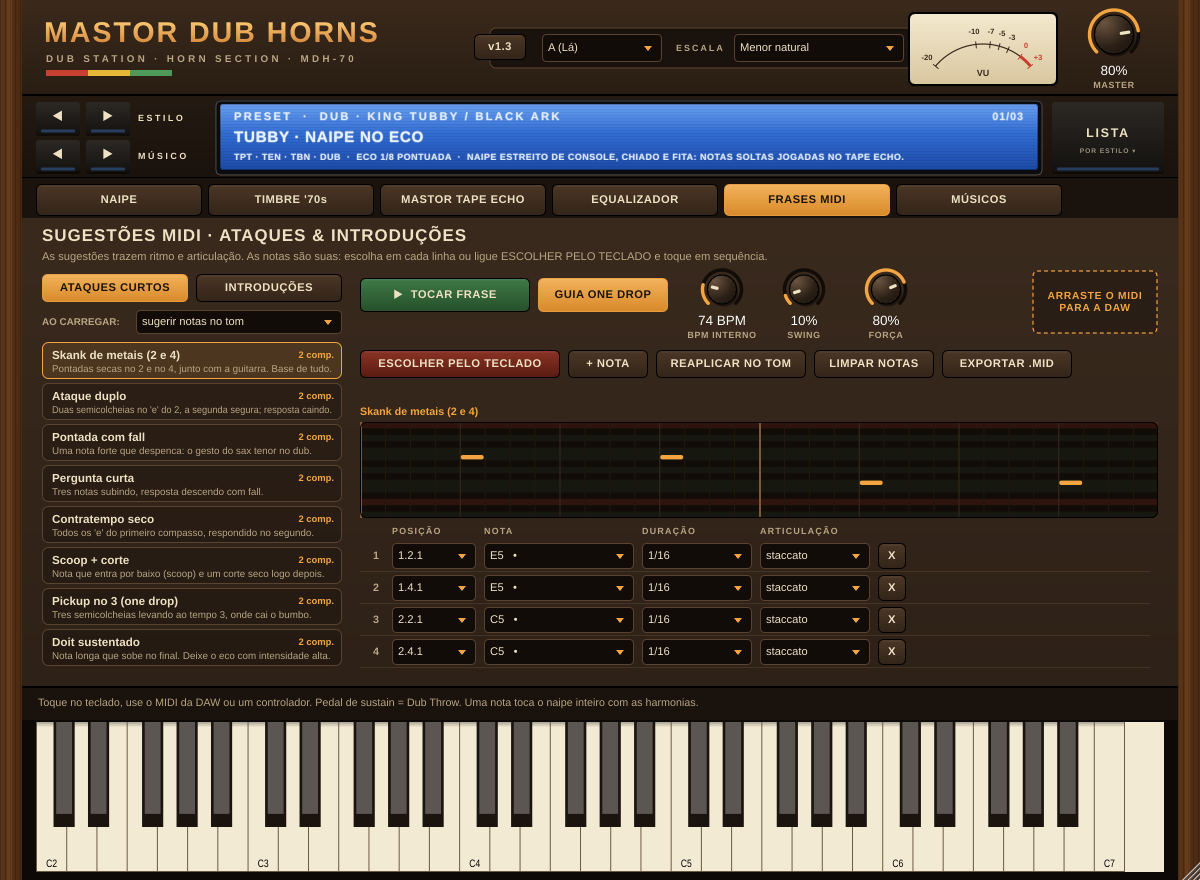 MASTOR DUB HORNS
DUB STATION · HORN SECTION · MDH-70
v1.3
A (Lá)
ESCALA
Menor natural
-20 -10 -7 -5 -3 0 +3
VU
80%
MASTER
ESTILO
MÚSICO
PRESET · DUB · KING TUBBY / BLACK ARK
01/03
TUBBY · NAIPE NO ECO
TPT · TEN · TBN · DUB · ECO 1/8 PONTUADA · NAIPE ESTREITO DE CONSOLE, CHIADO E FITA: NOTAS SOLTAS JOGADAS NO TAPE ECHO.
LISTA
POR ESTILO
NAIPE
TIMBRE '70s
MASTOR TAPE ECHO
EQUALIZADOR
FRASES MIDI
MÚSICOS
SUGESTÕES MIDI · ATAQUES & INTRODUÇÕES
As sugestões trazem ritmo e articulação. As notas são suas: escolha em cada linha ou ligue ESCOLHER PELO TECLADO e toque em sequência.
ATAQUES CURTOS
INTRODUÇÕES
AO CARREGAR:
sugerir notas no tom
Skank de metais (2 e 4)
2 comp.
Pontadas secas no 2 e no 4, junto com a guitarra. Base de tudo.
Ataque duplo
2 comp.
Duas semicolcheias no 'e' do 2, a segunda segura; resposta caindo.
Pontada com fall
2 comp.
Uma nota forte que despenca: o gesto do sax tenor no dub.
Pergunta curta
2 comp.
Tres notas subindo, resposta descendo com fall.
Contratempo seco
2 comp.
Todos os 'e' do primeiro compasso, respondido no segundo.
Scoop + corte
2 comp.
Nota que entra por baixo (scoop) e um corte seco logo depois.
Pickup no 3 (one drop)
2 comp.
Tres semicolcheias levando ao tempo 3, onde cai o bumbo.
Doit sustentado
2 comp.
Nota longa que sobe no final. Deixe o eco com intensidade alta.
TOCAR FRASE
GUIA ONE DROP
74 BPM
BPM INTERNO
10%
SWING
80%
FORÇA
ARRASTE O MIDI
PARA A DAW
ESCOLHER PELO TECLADO
+ NOTA
REAPLICAR NO TOM
LIMPAR NOTAS
EXPORTAR .MID
Skank de metais (2 e 4)
POSIÇÃO NOTA DURAÇÃO ARTICULAÇÃO
1 1.2.1 E5 • 1/16 staccato X
2 1.4.1 E5 • 1/16 staccato X
3 2.2.1 C5 • 1/16 staccato X
4 2.4.1 C5 • 1/16 staccato X
Toque no teclado, use o MIDI da DAW ou um controlador. Pedal de sustain = Dub Throw. Uma nota toca o naipe inteiro com as harmonias.
C2 C3 C4 C5 C6 C7